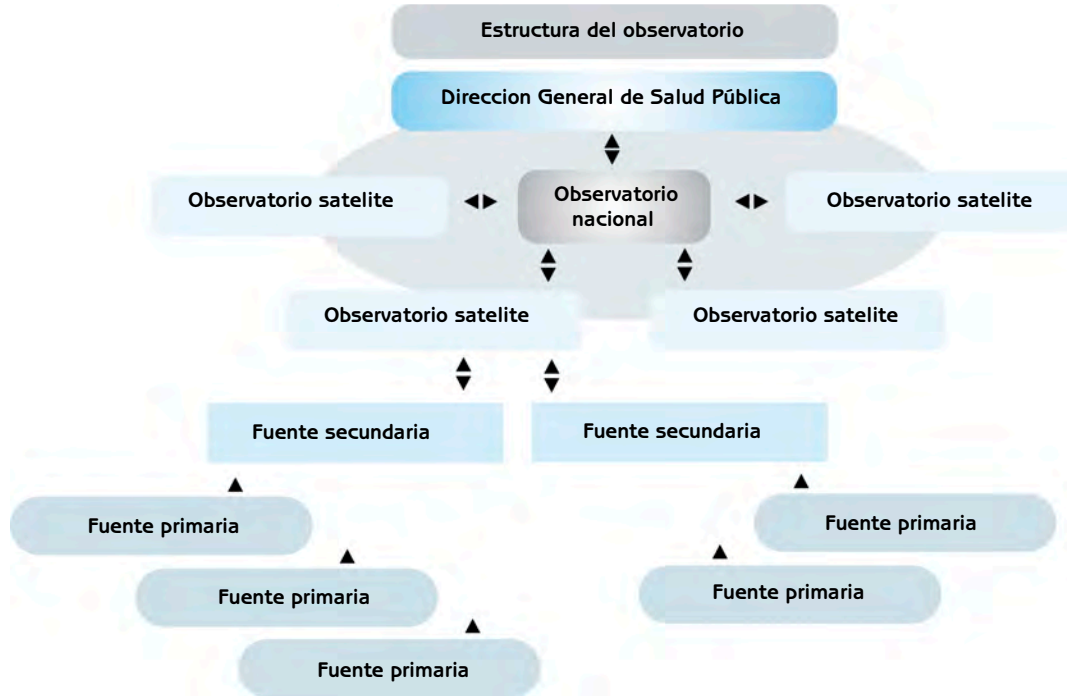 Estructura del observatorio
Direccion General de Salud Pública
Observatorio satelite
Observatorio
nacional
Observatorio satelite
Observatorio satelite
Observatorio satelite
Fuente secundaria
Fuente secundaria
Fuente primaria
Fuente primaria
Fuente primaria
Fuente primaria
Fuente primaria